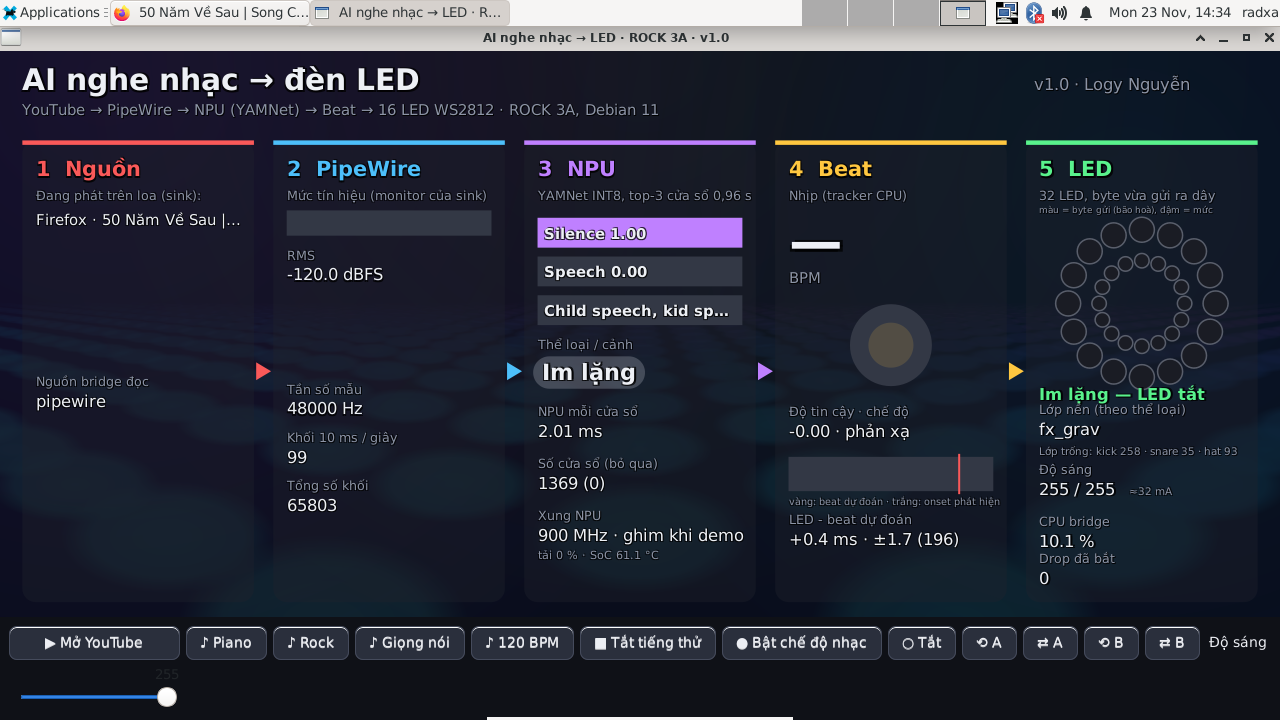 Applications
50 Năm Về Sau | Song C...
AI nghe nhạc → LED · R...
Mon 23 Nov, 14:34
radxa
AI nghe nhạc → LED · ROCK 3A · v1.0
AI nghe nhạc → đèn LED
v1.0 · Logy Nguyễn
YouTube → PipeWire → NPU (YAMNet) → Beat → 16 LED WS2812 · ROCK 3A, Debian 11
1 Nguồn
Đang phát trên loa (sink):
Firefox · 50 Năm Về Sau |...
Nguồn bridge đọc
pipewire
2 PipeWire
Mức tín hiệu (monitor của sink)
RMS
-120.0 dBFS
Tần số mẫu
48000 Hz
Khối 10 ms / giây
99
Tổng số khối
65803
3 NPU
YAMNet INT8, top-3 cửa sổ 0,96 s
Silence 1.00
Speech 0.00
Child speech, kid sp...
Thể loại / cảnh
Im lặng
NPU mỗi cửa sổ
2.01 ms
Số cửa sổ (bỏ qua)
1369 (0)
Xung NPU
900 MHz · ghim khi demo
tải 0 % · SoC 61.1 °C
4 Beat
Nhịp (tracker CPU)
—
BPM
Độ tin cậy · chế độ
-0.00 · phản xạ
vàng: beat dự đoán · trắng: onset phát hiện
LED - beat dự đoán
+0.4 ms · ±1.7 (196)
5 LED
32 LED, byte vừa gửi ra dây
màu = byte gửi (bão hoà), đậm = mức
Im lặng — LED tắt
Lớp nền (theo thể loại)
fx_grav
Lớp trống: kick 258 · snare 35 · hat 93
Độ sáng
255 / 255 ≈32 mA
CPU bridge
10.1 %
Drop đã bắt
0
▶ Mở YouTube
♪ Piano
♪ Rock
♪ Giọng nói
♪ 120 BPM
■ Tắt tiếng thử
● Bật chế độ nhạc
○ Tắt
⟲ A
⇄ A
⟲ B
⇄ B
Độ sáng
255